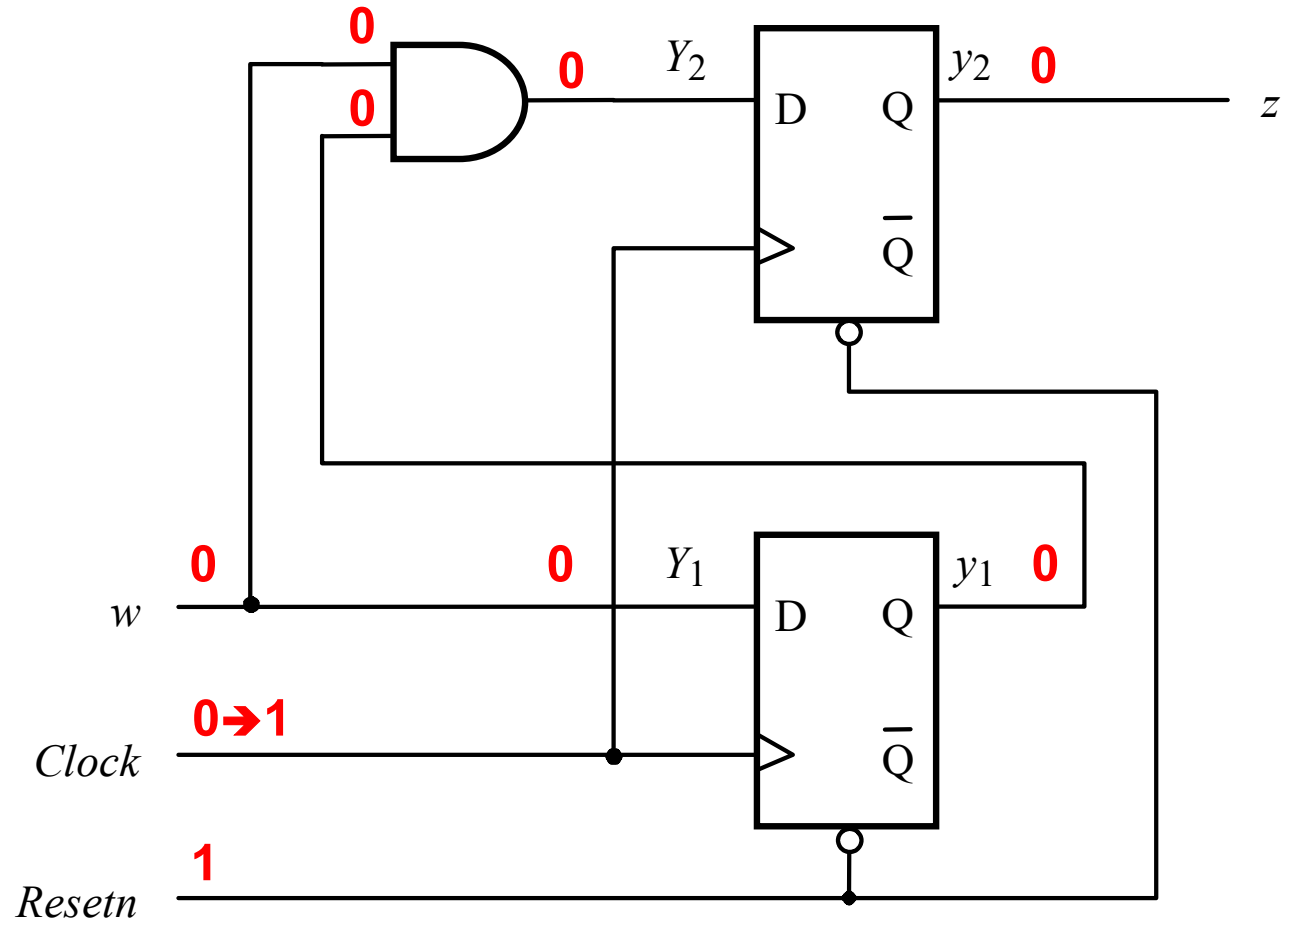 0
0 Y₂ y₂ 0
0
D Q z
Q̅
0 0 Y₁ y₁ 0
w D Q
0➔1
Clock Q̅
1
Resetn